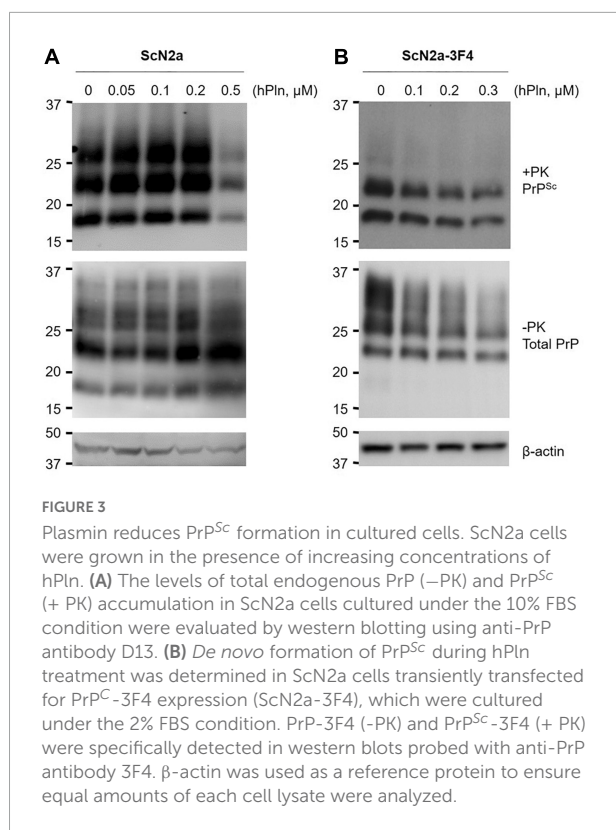 A
ScN2a
0 0.05 0.1 0.2 0.5 (hPln, µM)
37
25
20
15
37
25
20
15
50
37
B
ScN2a-3F4
0 0.1 0.2 0.3 (hPln, µM)
37
25
20
15
+PK
PrPSc
37
25
20
15
-PK
Total PrP
50
37
β-actin
FIGURE 3
Plasmin reduces PrPSc formation in cultured cells. ScN2a cells
were grown in the presence of increasing concentrations of
hPln. (A) The levels of total endogenous PrP (−PK) and PrPSc
(+ PK) accumulation in ScN2a cells cultured under the 10% FBS
condition were evaluated by western blotting using anti-PrP
antibody D13. (B) De novo formation of PrPSc during hPln
treatment was determined in ScN2a cells transiently transfected
for PrPC-3F4 expression (ScN2a-3F4), which were cultured
under the 2% FBS condition. PrP-3F4 (-PK) and PrPSc-3F4 (+ PK)
were specifically detected in western blots probed with anti-PrP
antibody 3F4. β-actin was used as a reference protein to ensure
equal amounts of each cell lysate were analyzed.